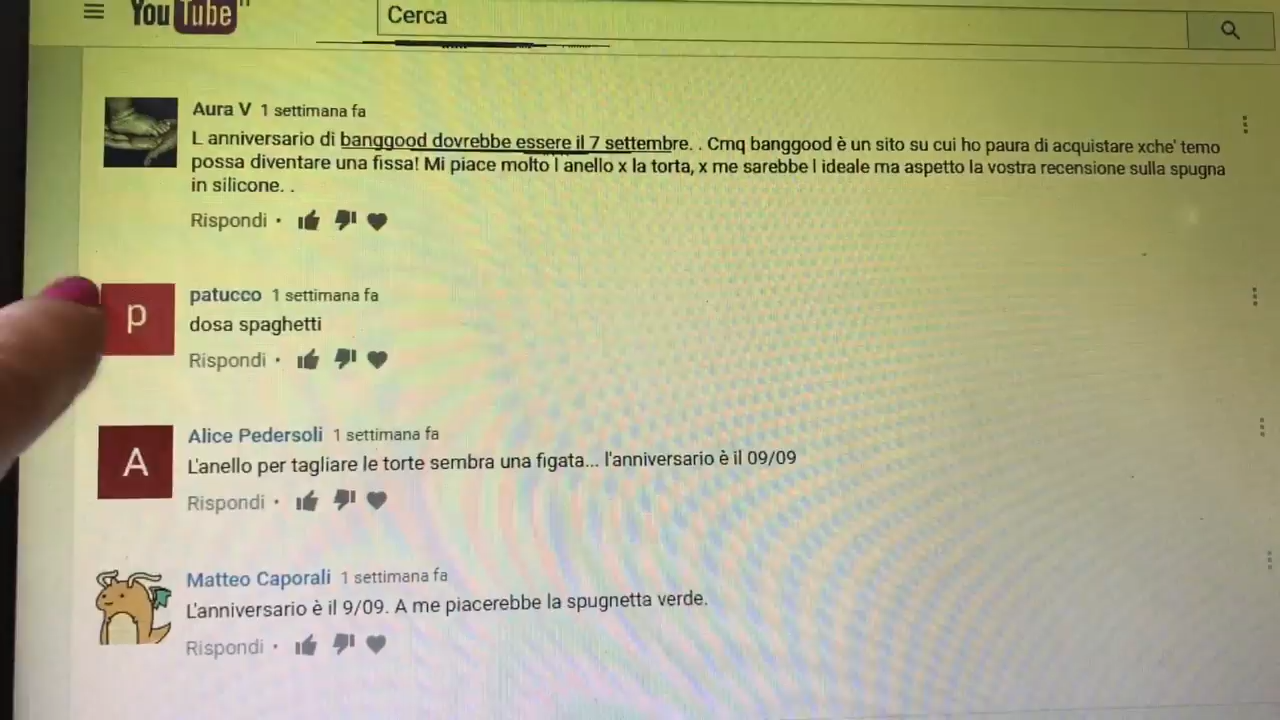 YouTube IT
Cerca
Aura V 1 settimana fa
L anniversario di banggood dovrebbe essere il 7 settembre. . Cmq banggood è un sito su cui ho paura di acquistare xche' temo
possa diventare una fissa! Mi piace molto l anello x la torta, x me sarebbe l ideale ma aspetto la vostra recensione sulla spugna
in silicone. .
Rispondi •
p
patucco 1 settimana fa
dosa spaghetti
Rispondi •
A
Alice Pedersoli 1 settimana fa
L'anello per tagliare le torte sembra una figata... l'anniversario è il 09/09
Rispondi •
Matteo Caporali 1 settimana fa
L'anniversario è il 9/09. A me piacerebbe la spugnetta verde.
Rispondi •